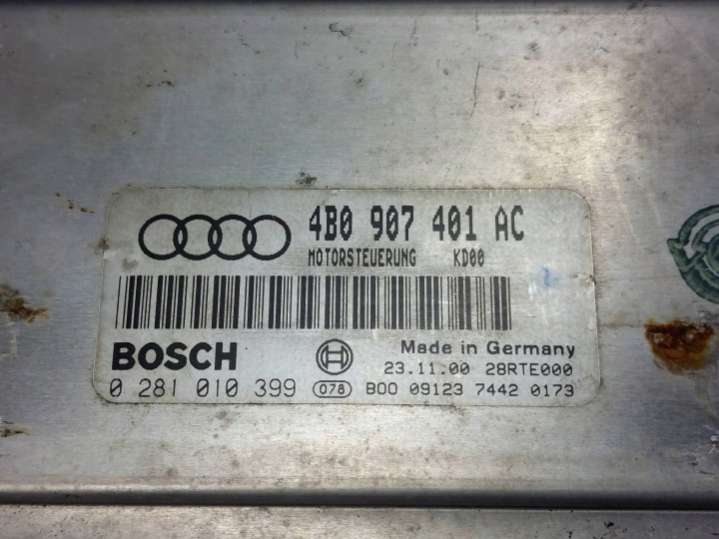 4B0 907 401 AC
MOTORSTEUERUNG KD00
BOSCH
Made in Germany
23.11.00 28RTE000
0 281 010 399 078 B00 09123 7442 0173